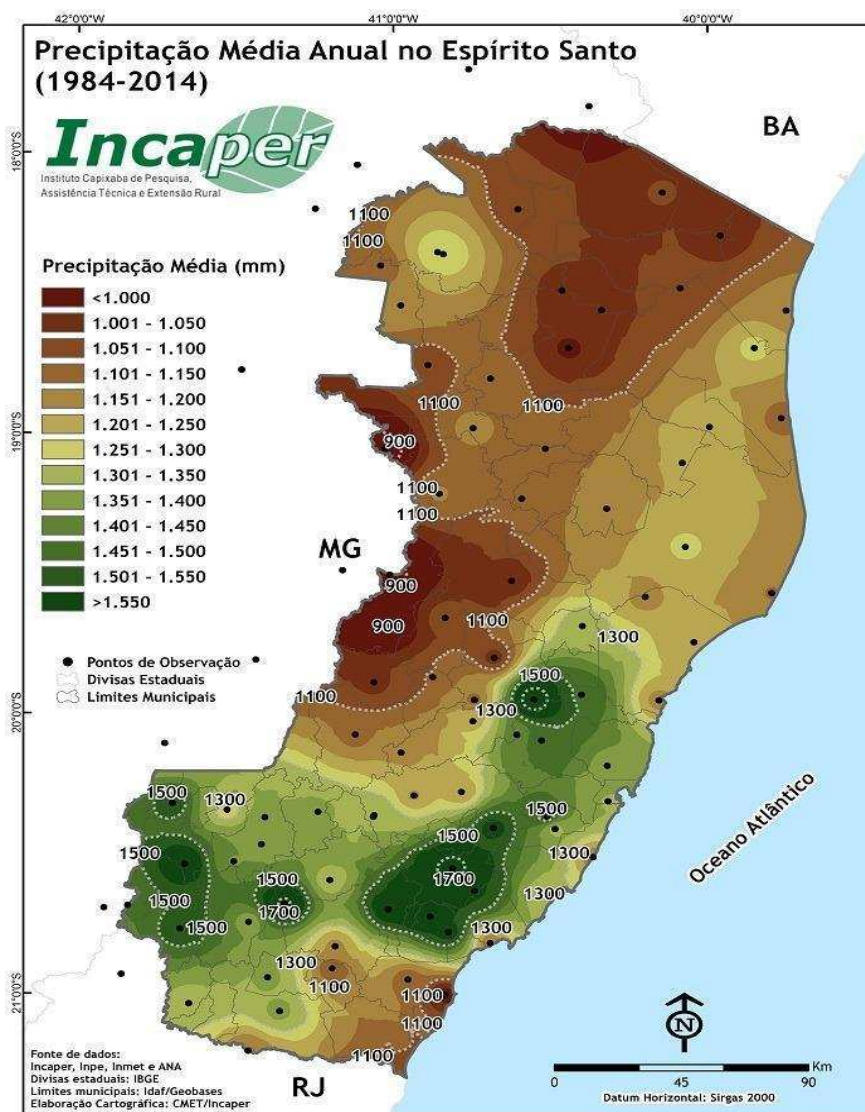 42°0'0"W
41°0'0"W
40°0'0"W
Precipitação Média Anual no Espírito Santo
(1984-2014)
BA
18°0'0"S
Incaper
Instituto Capixaba de Pesquisa,
Assistência Técnica e Extensão Rural
1100
1100
Precipitação Média (mm)
<1.000
1.001 - 1.050
1.051 - 1.100
1.101 - 1.150
1.151 - 1.200
1.201 - 1.250
1.251 - 1.300
1.301 - 1.350
1.351 - 1.400
1.401 - 1.450
1.451 - 1.500
1.501 - 1.550
>1.550
1100
1100
19°0'0"S
900
1100
1100
MG
900
900
1100
1300
Pontos de Observação
Divisas Estaduais
Limites Municipais
1500
1100
1300
20°0'0"S
1500
1300
1500
1500
1500
1300
1700
1500
1500
1300
1700
1500
1300
1300
1100
1100
1100
1100
21°0'0"S
Oceano Atlântico
N
Km
0
45
90
Datum Horizontal: Sirgas 2000
Fonte de dados:
Incaper, Inpe, Inmet e ANA
Divisas estaduais: IBGE
Limites municipais: Idaf/Geobases
Elaboração Cartográfica: CMET/Incaper
RJ